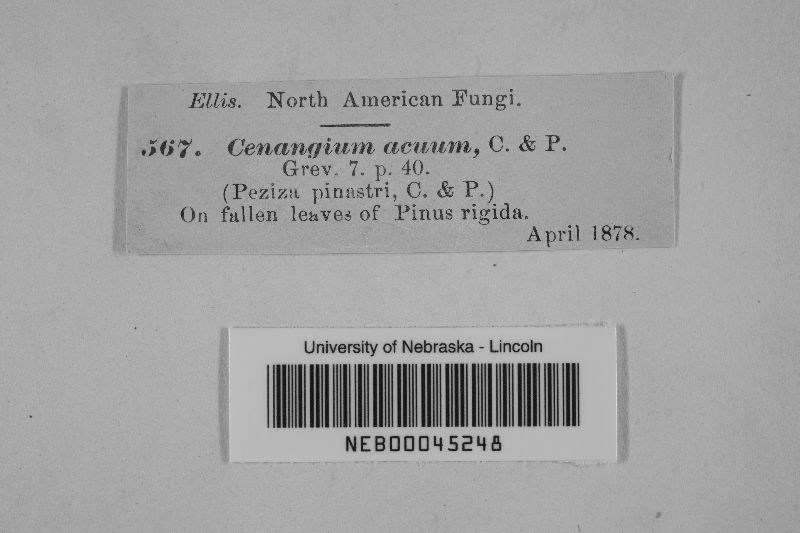 Ellis. North American Fungi.
567. Cenangium acuum, C. & P.
Grev. 7. p. 40.
(Peziza pinastri, C. & P.)
On fallen leaves of Pinus rigida.
April 1878.
University of Nebraska - Lincoln
NEB00045248